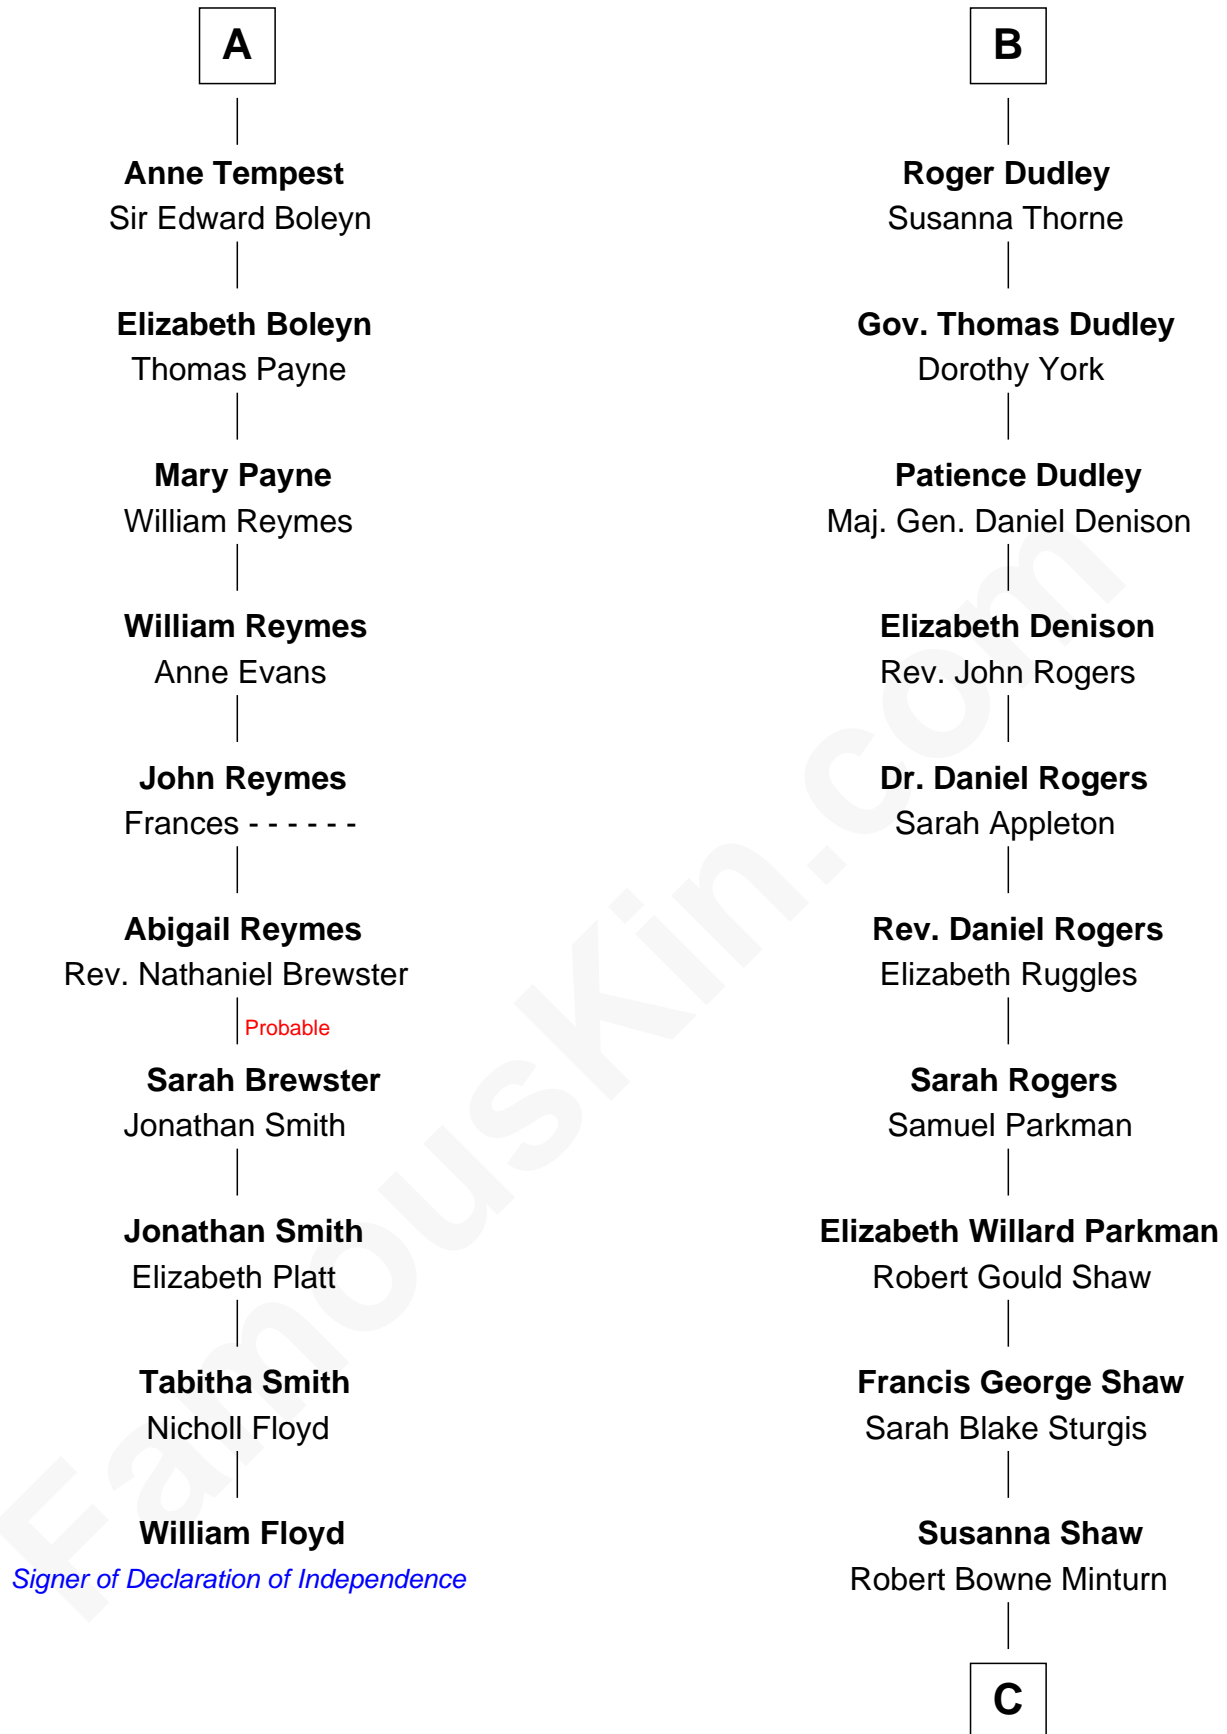 A
Anne Tempest
Sir Edward Boleyn
Elizabeth Boleyn
Thomas Payne
Mary Payne
William Reymes
William Reymes
Anne Evans
John Reymes
Frances - - - - - -
Abigail Reymes
Rev. Nathaniel Brewster
Probable
Sarah Brewster
Jonathan Smith
Jonathan Smith
Elizabeth Platt
Tabitha Smith
Nicholl Floyd
William Floyd
Signer of Declaration of Independence
B
Roger Dudley
Susanna Thorne
Gov. Thomas Dudley
Dorothy York
Patience Dudley
Maj. Gen. Daniel Denison
Elizabeth Denison
Rev. John Rogers
Dr. Daniel Rogers
Sarah Appleton
Rev. Daniel Rogers
Elizabeth Ruggles
Sarah Rogers
Samuel Parkman
Elizabeth Willard Parkman
Robert Gould Shaw
Francis George Shaw
Sarah Blake Sturgis
Susanna Shaw
Robert Bowne Minturn
C
FamousKin.com